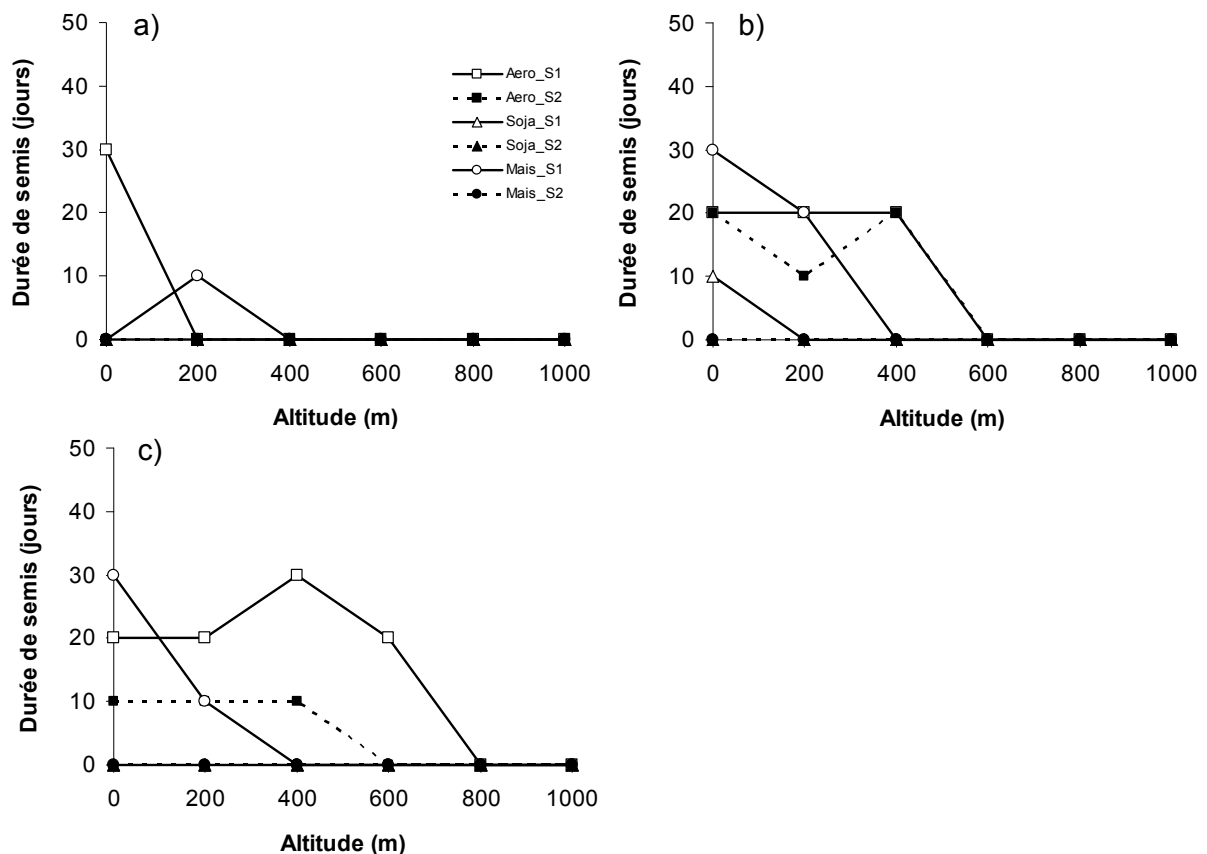 a)
Durée de semis (jours)
50
40
30
20
10
0
Aero_S1
Aero_S2
Soja_S1
Soja_S2
Mais_S1
Mais_S2
0 200 400 600 800 1000
Altitude (m)
b)
Durée de semis (jours)
50
40
30
20
10
0
0 200 400 600 800 1000
Altitude (m)
c)
Durée de semis (jours)
50
40
30
20
10
0
0 200 400 600 800 1000
Altitude (m)